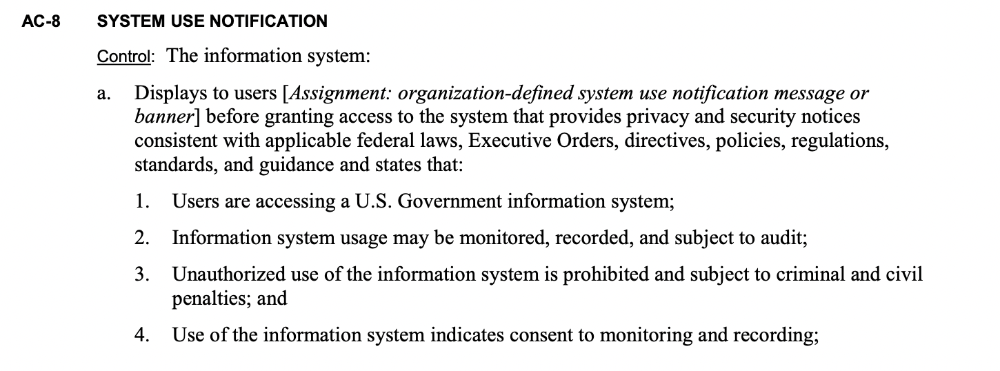 AC-8 SYSTEM USE NOTIFICATION
Control: The information system:
a. Displays to users [Assignment: organization-defined system use notification message or
banner] before granting access to the system that provides privacy and security notices
consistent with applicable federal laws, Executive Orders, directives, policies, regulations,
standards, and guidance and states that:
1. Users are accessing a U.S. Government information system;
2. Information system usage may be monitored, recorded, and subject to audit;
3. Unauthorized use of the information system is prohibited and subject to criminal and civil
penalties; and
4. Use of the information system indicates consent to monitoring and recording;